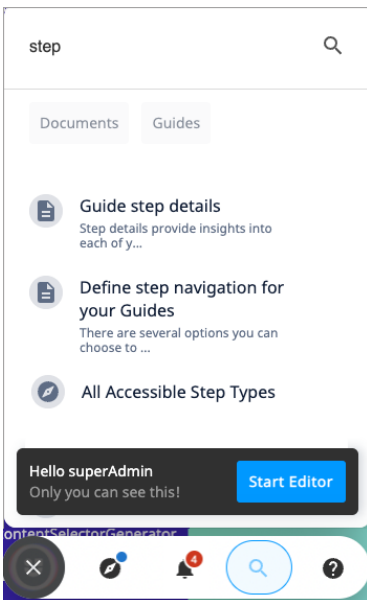 step
Documents Guides
Guide step details
Step details provide insights into
each of y...
Define step navigation for
your Guides
There are several options you can
choose to ...
All Accessible Step Types
Hello superAdmin
Only you can see this!
Start Editor
ontentSelectorGenerator
4